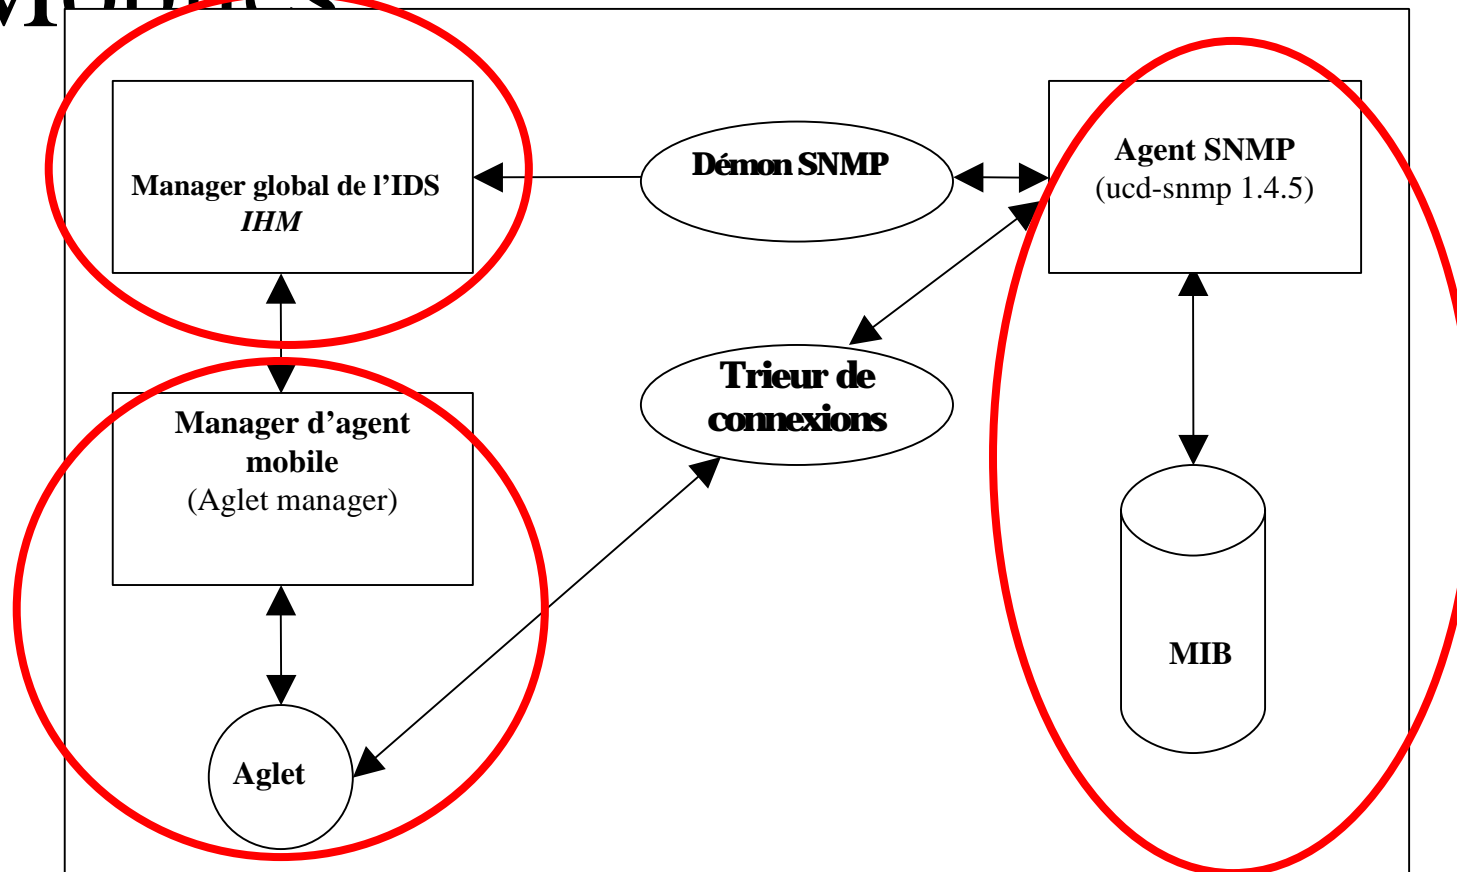 Mobiles
Manager global de l’IDS
IHM
Démon SNMP
Agent SNMP
(ucd-snmp 1.4.5)
Manager d’agent
mobile
(Aglet manager)
Trieur de
connexions
Aglet
MIB